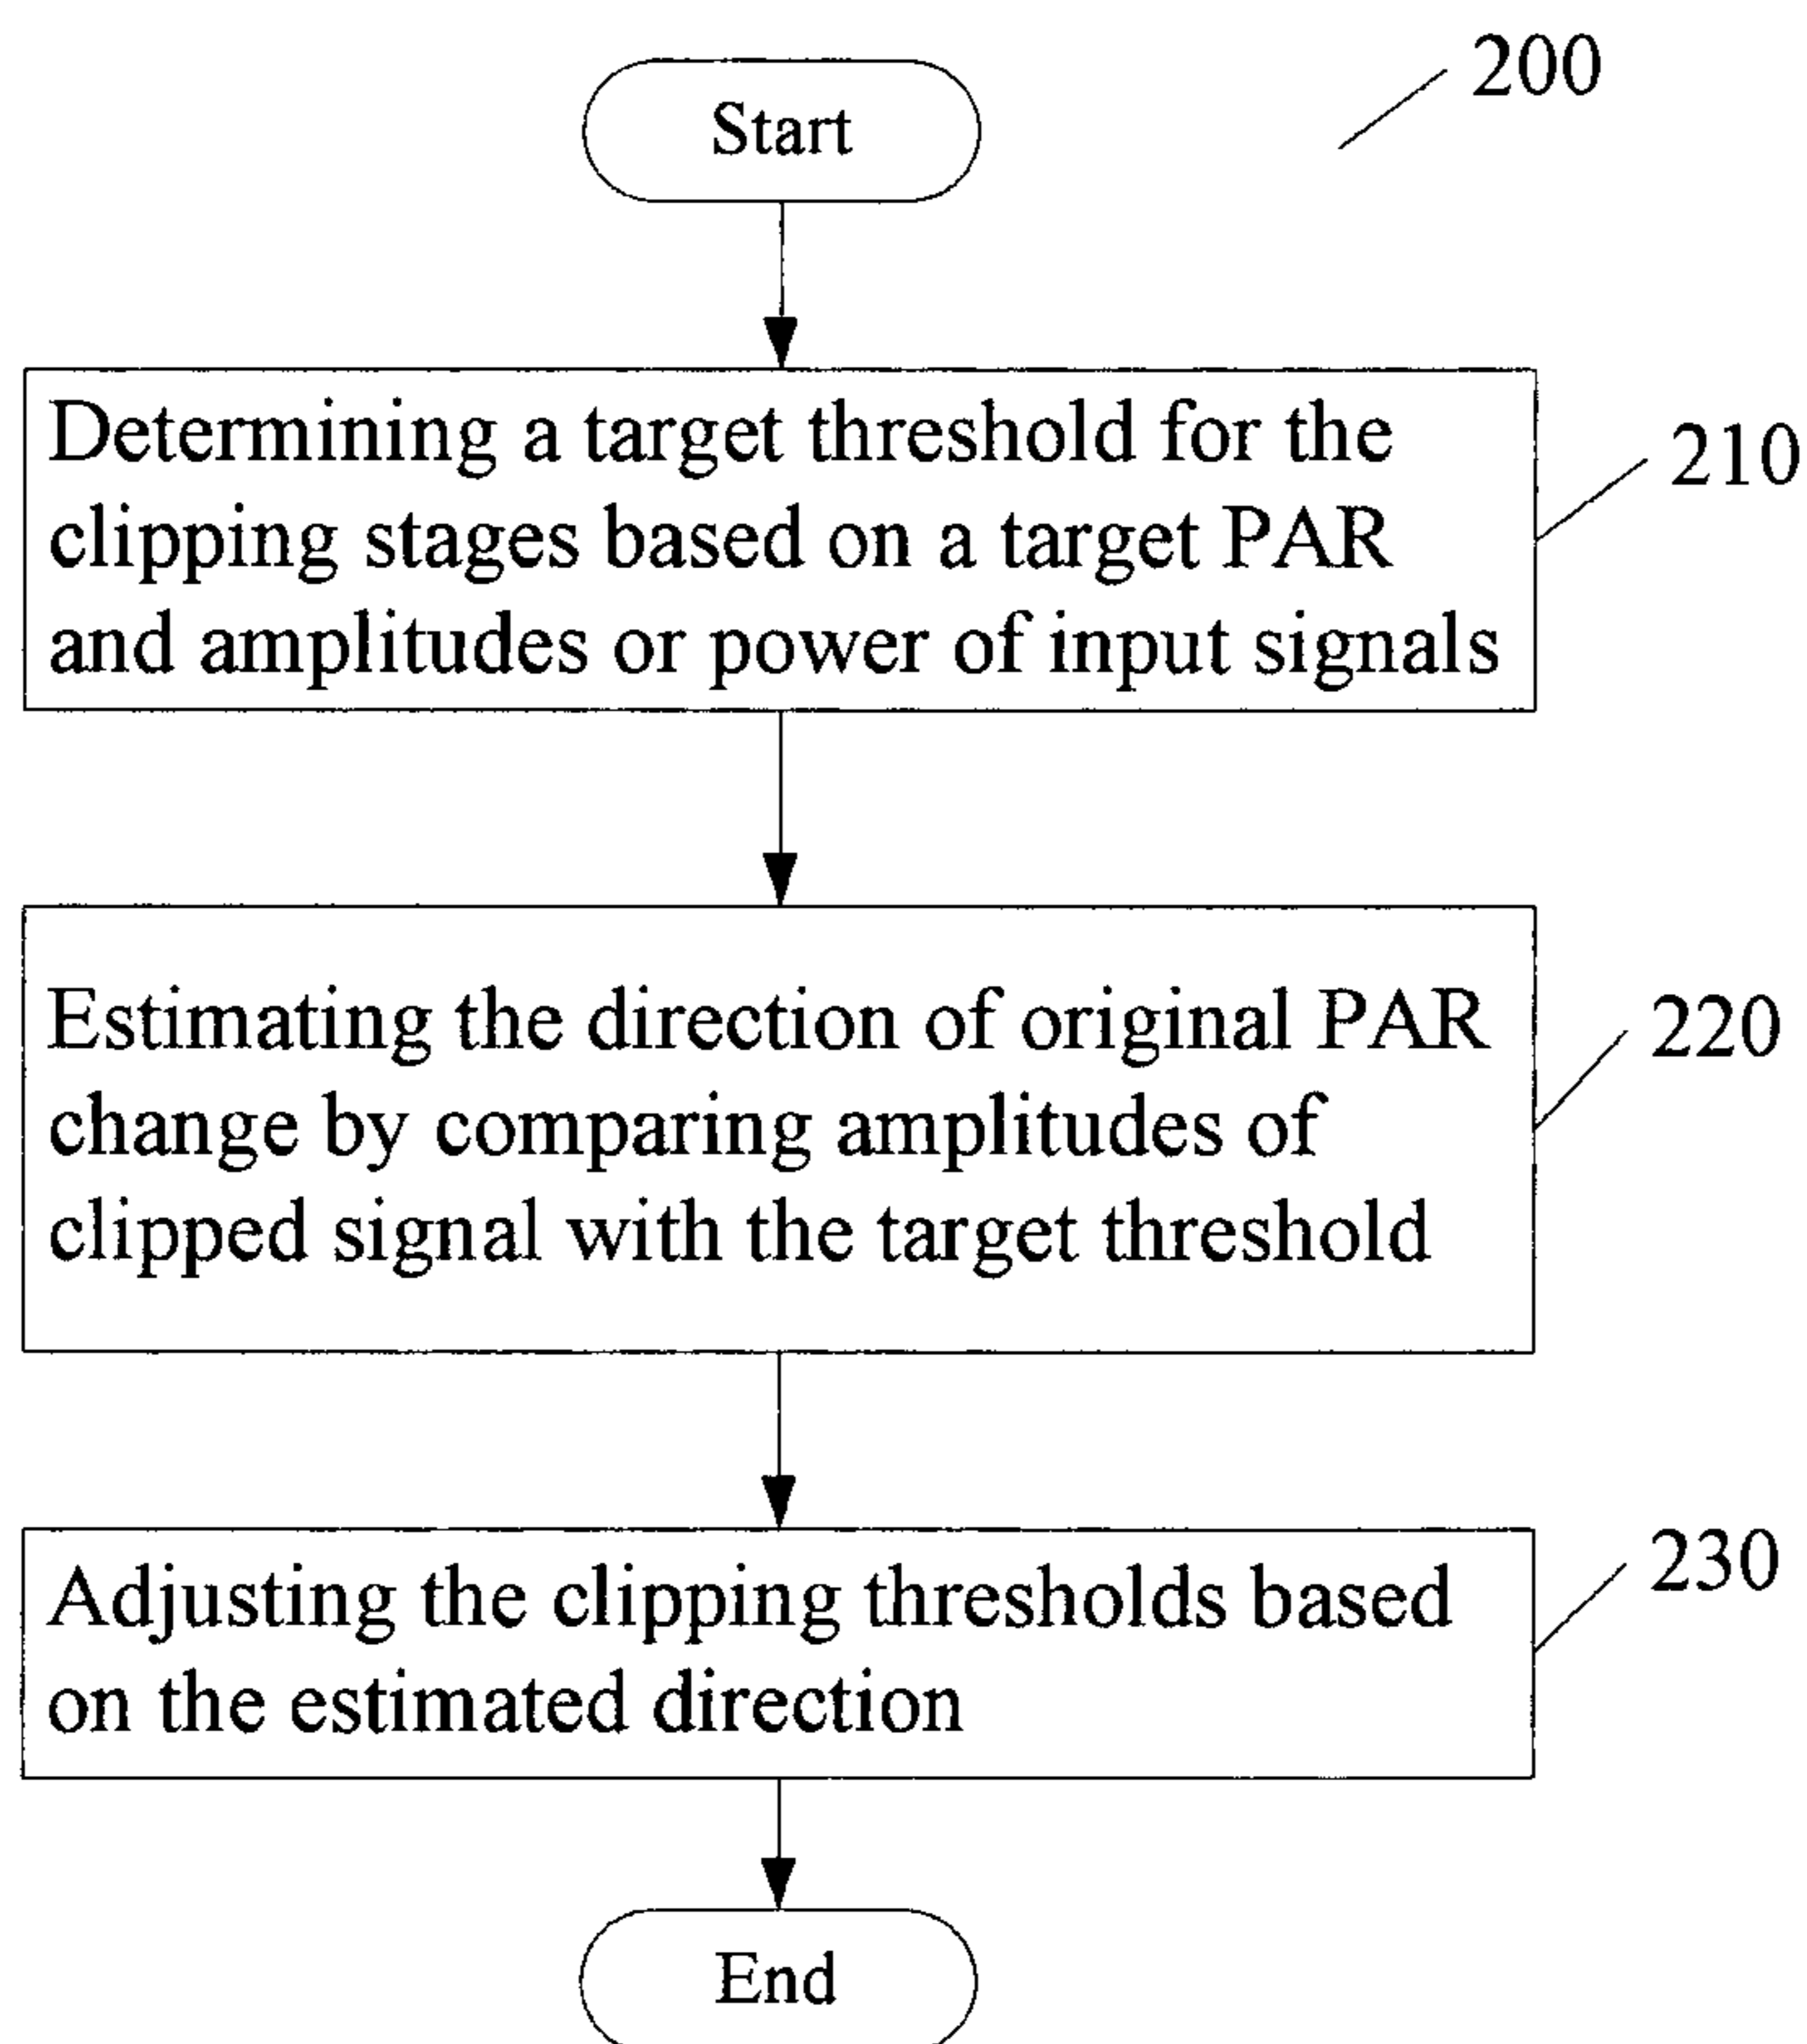 200
Start
Determining a target threshold for the
clipping stages based on a target PAR
and amplitudes or power of input signals
210
Estimating the direction of original PAR
change by comparing amplitudes of
clipped signal with the target threshold
220
Adjusting the clipping thresholds based
on the estimated direction
230
End